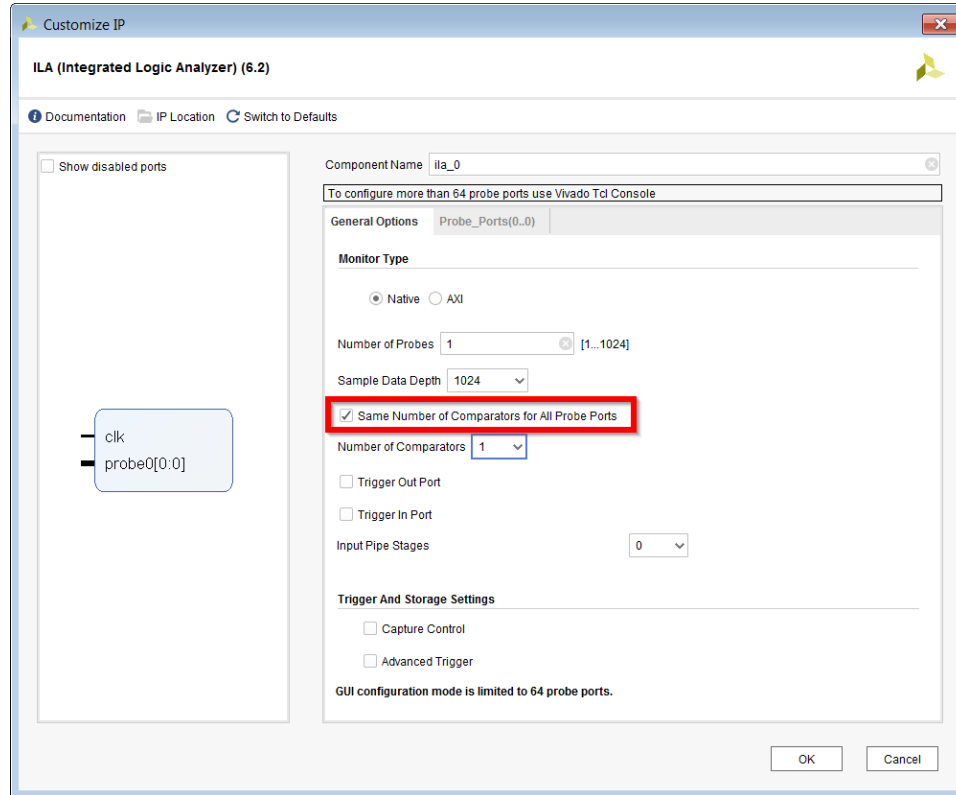 Customize IP
ILA (Integrated Logic Analyzer) (6.2)
Documentation IP Location Switch to Defaults
Show disabled ports
clk
probe0[0:0]
Component Name ila_0
To configure more than 64 probe ports use Vivado Tcl Console
General Options Probe_Ports(0..0)
Monitor Type
Native AXI
Number of Probes 1 [1...1024]
Sample Data Depth 1024
Same Number of Comparators for All Probe Ports
Number of Comparators 1
Trigger Out Port
Trigger In Port
Input Pipe Stages 0
Trigger And Storage Settings
Capture Control
Advanced Trigger
GUI configuration mode is limited to 64 probe ports.
OK Cancel